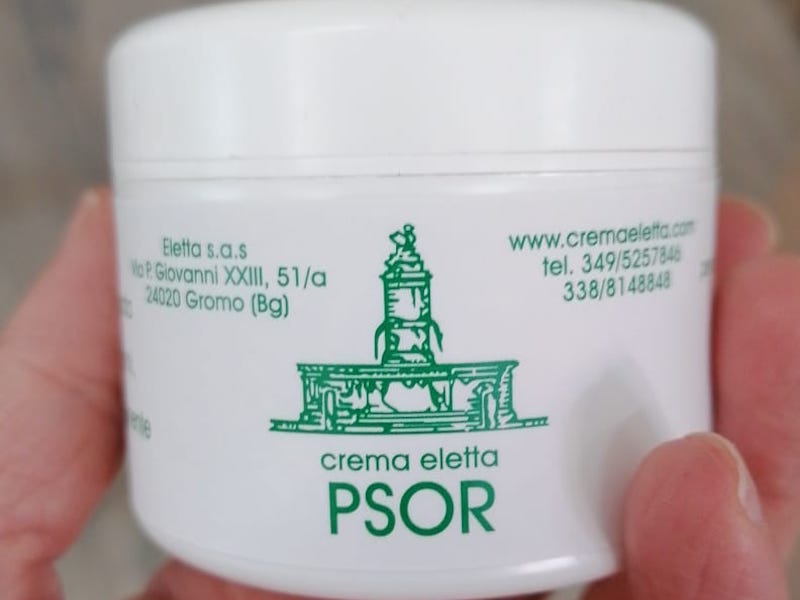 Eletta s.a.s
Via P. Giovanni XXIII, 51/a
24020 Gromo (Bg)
www.cremaeletta.com
tel. 349/5257846
338/8148848
crema eletta
PSOR